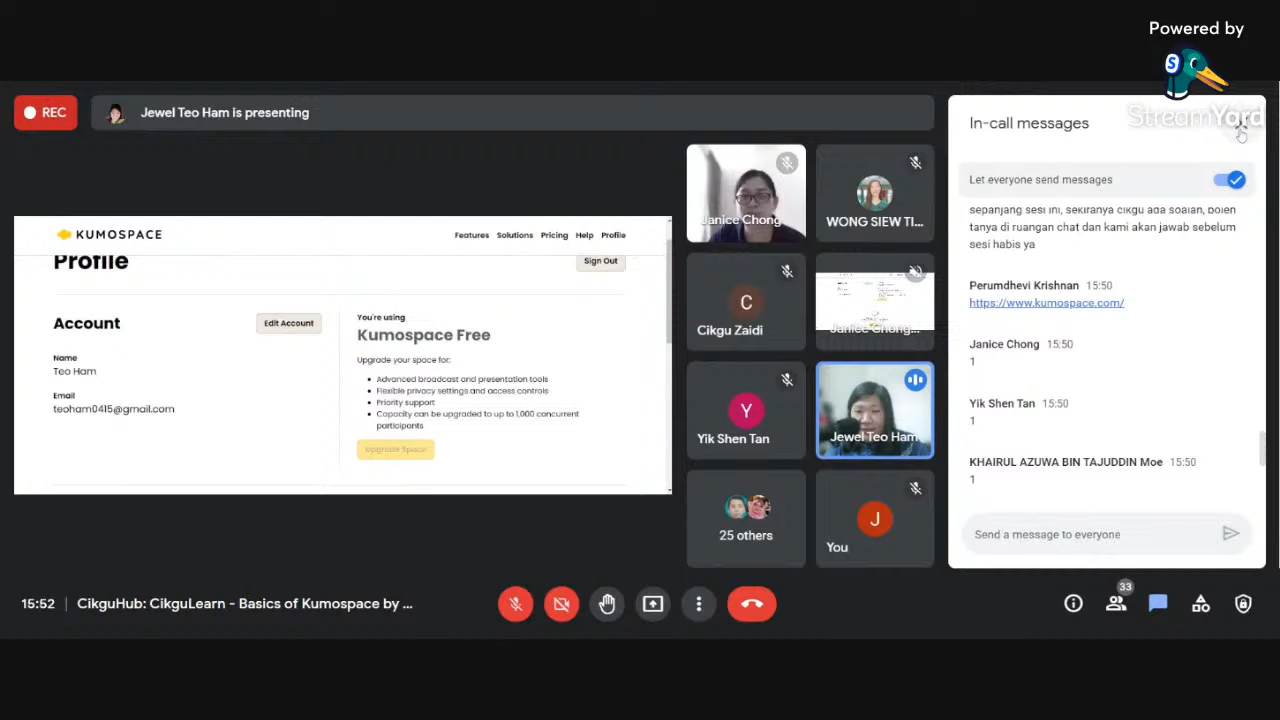 Powered by
S
StreamYard
REC
Jewel Teo Ham is presenting
KUMOSPACE
Features
Solutions
Pricing
Help
Profile
Profile
Sign Out
Account
Edit Account
Name
Teo Ham
Email
teoham0415@gmail.com
You're using
Kumospace Free
Upgrade your space for:
Advanced broadcast and presentation tools
Flexible privacy settings and access controls
Priority support
Capacity can be upgraded to up to 1,000 concurrent
participants
Upgrade Space
Janice Chong
WONG SIEW TI...
C
Cikgu Zaidi
Janice Chong...
Y
Yik Shen Tan
Jewel Teo Ham
25 others
J
You
In-call messages
Let everyone send messages
sepanjang sesi ini, sekiranya cikgu ada soalan, boleh
tanya di ruangan chat dan kami akan jawab sebelum
sesi habis ya
Perumdhevi Krishnan 15:50
https://www.kumospace.com/
Janice Chong 15:50
1
Yik Shen Tan 15:50
1
KHAIRUL AZUWA BIN TAJUDDIN Moe 15:50
1
Send a message to everyone
15:52 | CikguHub: CikguLearn - Basics of Kumospace by ...
33